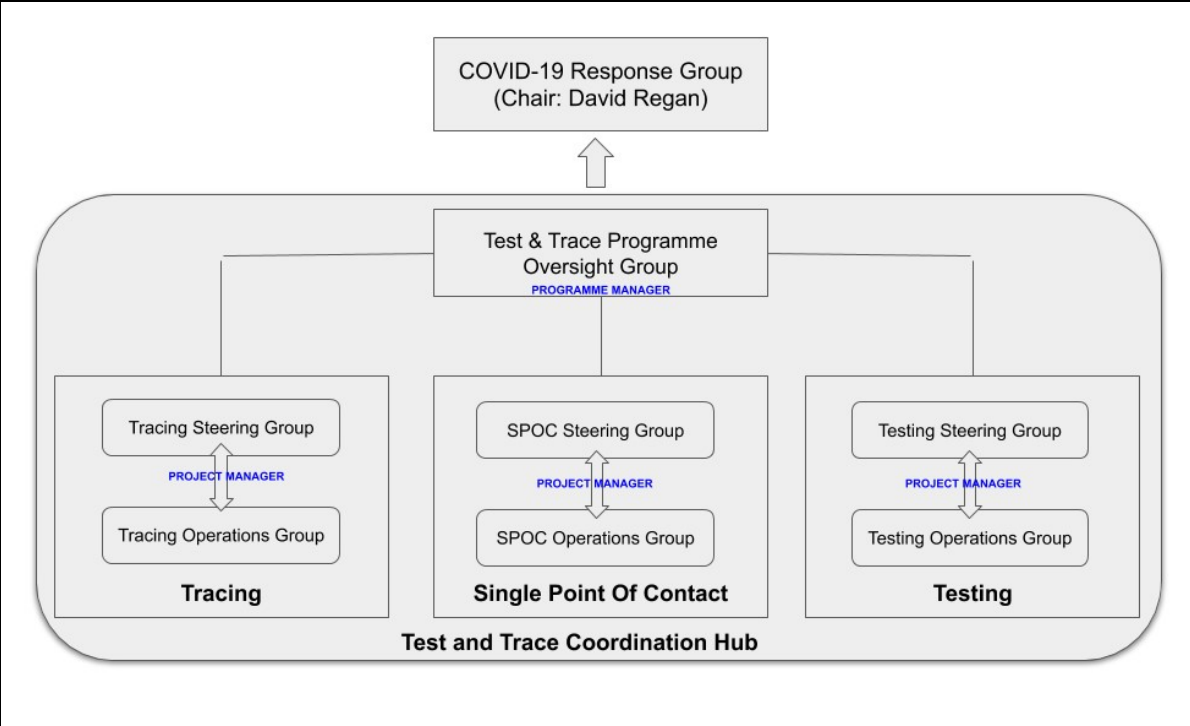 COVID-19 Response Group
(Chair: David Regan)
Test & Trace Programme
Oversight Group
PROGRAMME MANAGER
Tracing Steering Group
PROJECT MANAGER
Tracing Operations Group
Tracing
SPOC Steering Group
PROJECT MANAGER
SPOC Operations Group
Single Point Of Contact
Testing Steering Group
PROJECT MANAGER
Testing Operations Group
Testing
Test and Trace Coordination Hub